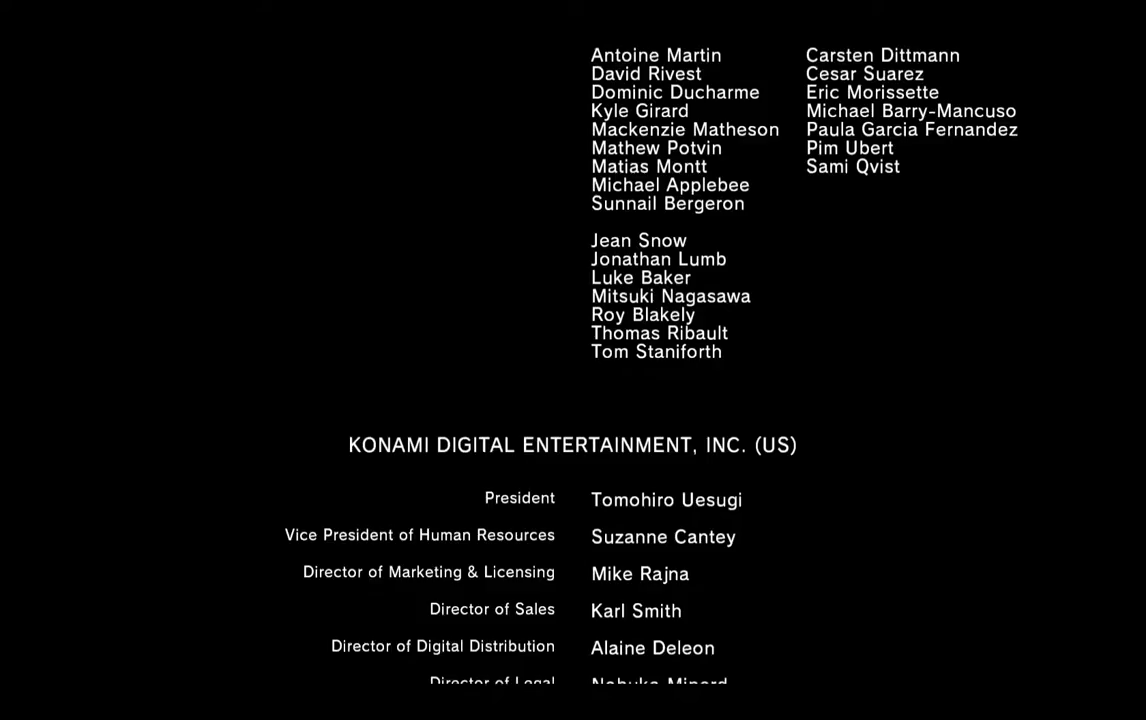 Antoine Martin
David Rivest
Dominic Ducharme
Kyle Girard
Mackenzie Matheson
Mathew Potvin
Matias Montt
Michael Applebee
Sunnail Bergeron
Carsten Dittmann
Cesar Suarez
Eric Morissette
Michael Barry-Mancuso
Paula Garcia Fernandez
Pim Ubert
Sami Qvist
Jean Snow
Jonathan Lumb
Luke Baker
Mitsuki Nagasawa
Roy Blakely
Thomas Ribault
Tom Staniforth
KONAMI DIGITAL ENTERTAINMENT, INC. (US)
President Tomohiro Uesugi
Vice President of Human Resources Suzanne Cantey
Director of Marketing & Licensing Mike Rajna
Director of Sales Karl Smith
Director of Digital Distribution Alaine Deleon
Director of Legal